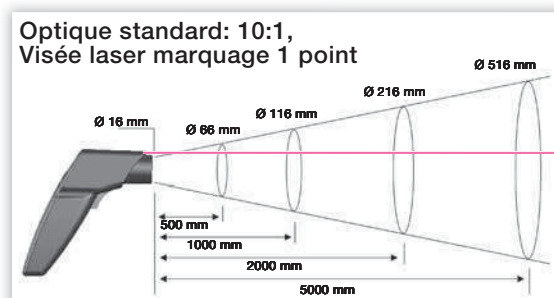 Optique standard: 10:1,
Visée laser marquage 1 point
Ø 516 mm
Ø 216 mm
Ø 116 mm
Ø 66 mm
Ø 16 mm
500 mm
1000 mm
2000 mm
5000 mm